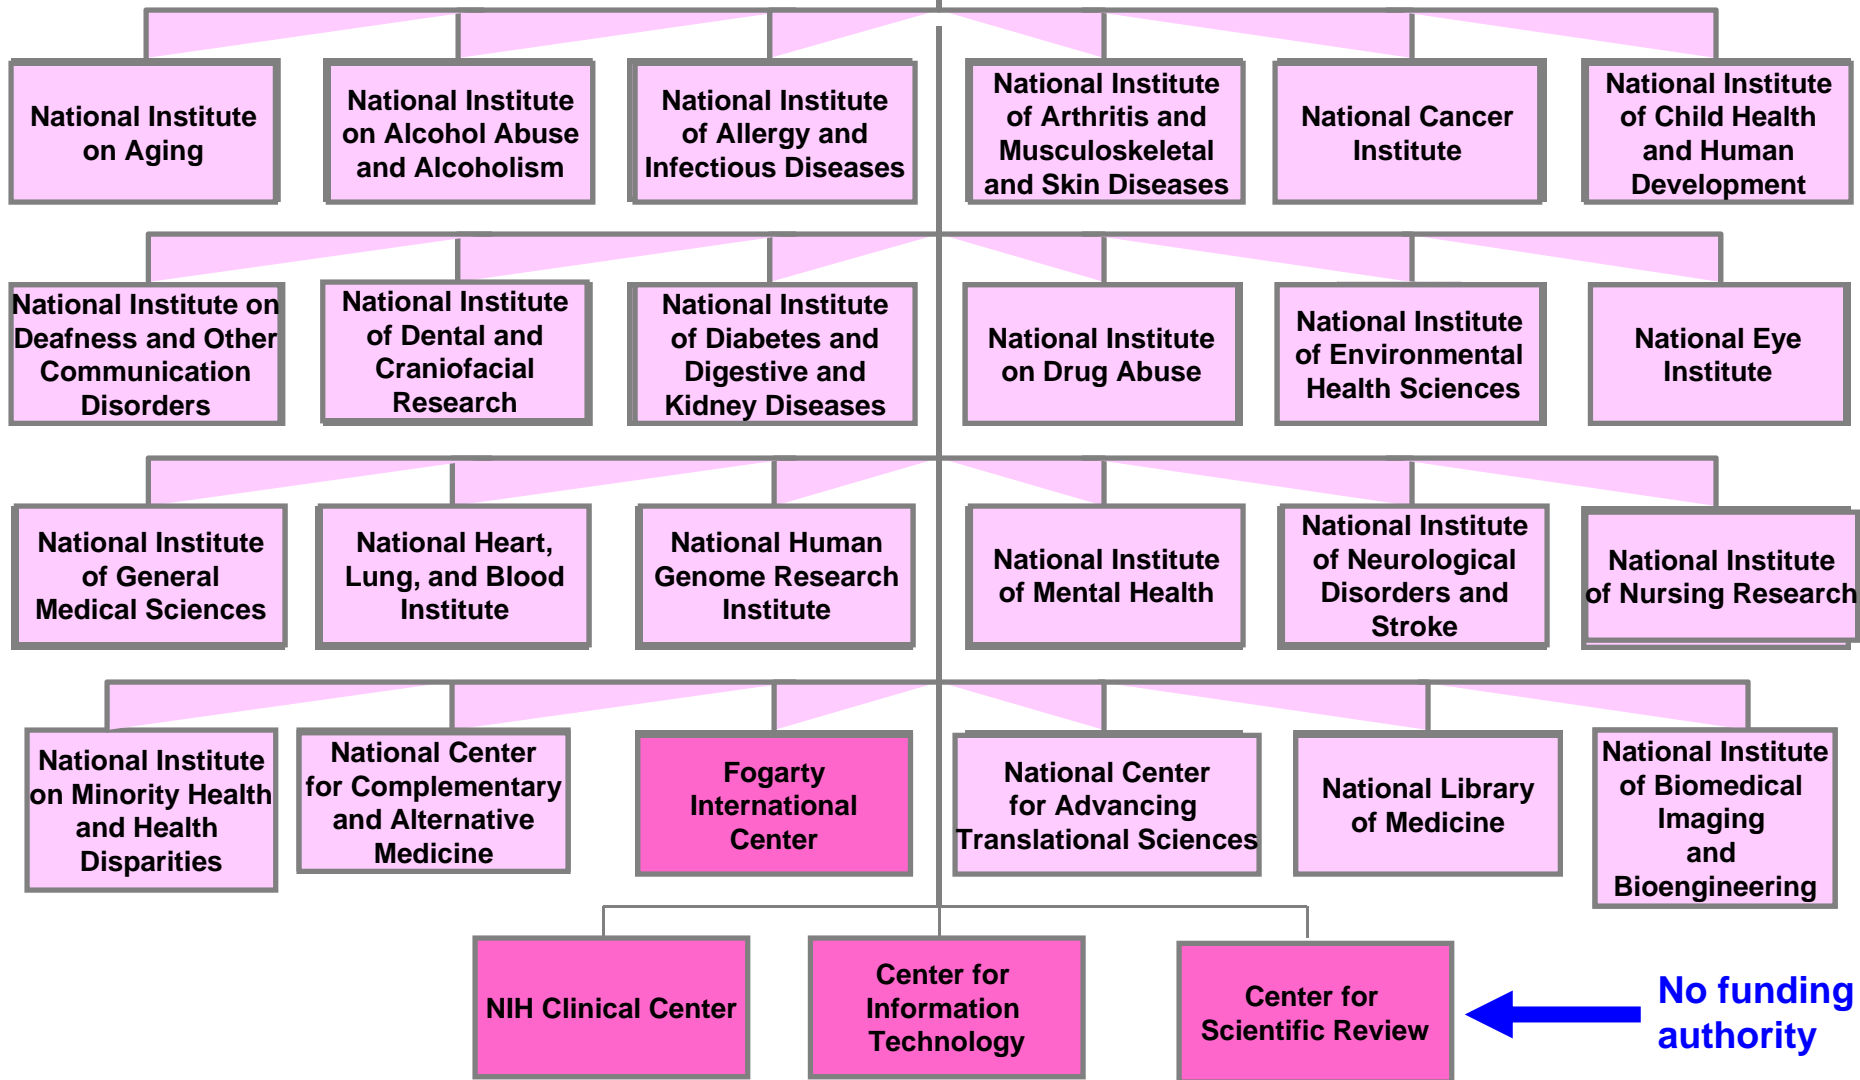 National Institute
on Aging
National Institute
on Alcohol Abuse
and Alcoholism
National Institute
of Allergy and
Infectious Diseases
National Institute
of Arthritis and
Musculoskeletal
and Skin Diseases
National Cancer
Institute
National Institute
of Child Health
and Human
Development
National Institute on
Deafness and Other
Communication
Disorders
National Institute
of Dental and
Craniofacial
Research
National Institute
of Diabetes and
Digestive and
Kidney Diseases
National Institute
on Drug Abuse
National Institute
of Environmental
Health Sciences
National Eye
Institute
National Institute
of General
Medical Sciences
National Heart,
Lung, and Blood
Institute
National Human
Genome Research
Institute
National Institute
of Mental Health
National Institute
of Neurological
Disorders and
Stroke
National Institute
of Nursing Research
National Institute
on Minority Health
and Health
Disparities
National Center
for Complementary
and Alternative
Medicine
Fogarty
International
Center
National Center
for Advancing
Translational Sciences
National Library
of Medicine
National Institute
of Biomedical
Imaging
and
Bioengineering
NIH Clinical Center
Center for
Information
Technology
Center for
Scientific Review
No funding
authority